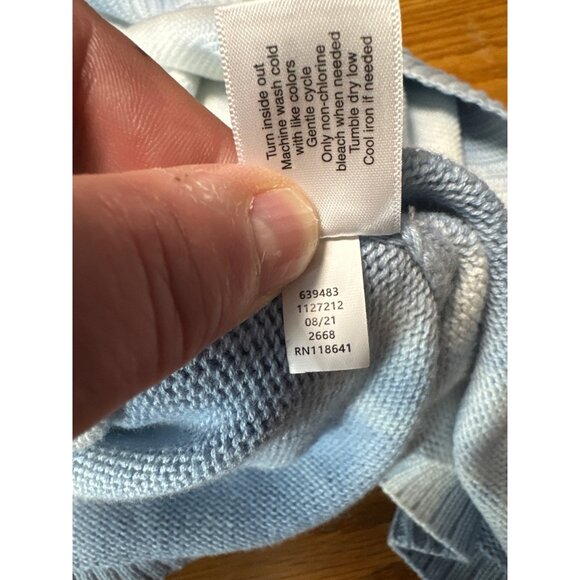 Turn inside out
Machine wash cold
with like colors
Gentle cycle
Only non-chlorine
bleach when needed
Tumble dry low
Cool iron if needed
639483
1127212
08/21
2668
RN118641